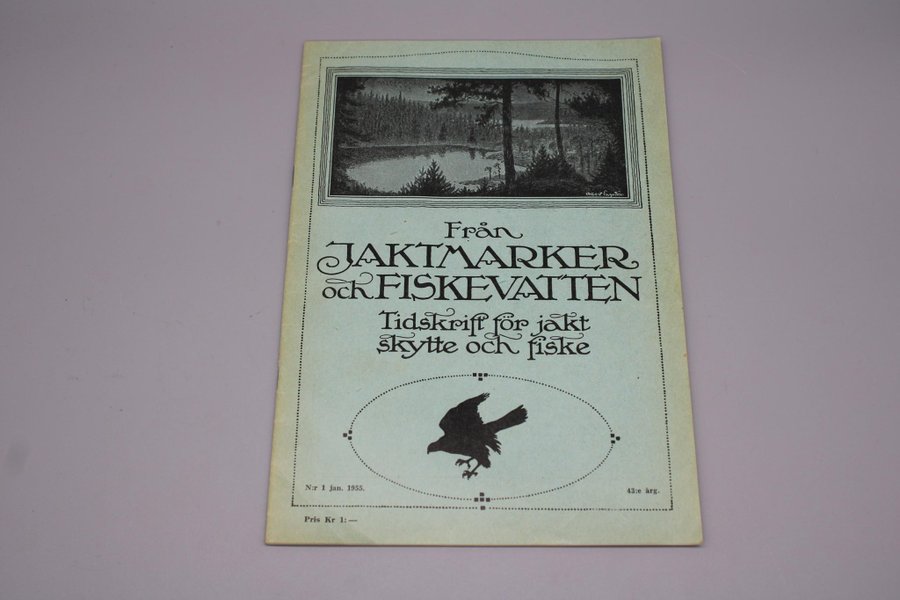 Från
JAKTMARKER
och FISKEVATTEN
Tidskrift för jakt
skytte och fiske
N:r 1 jan. 1955.
43:e årg.
Pris Kr 1:—